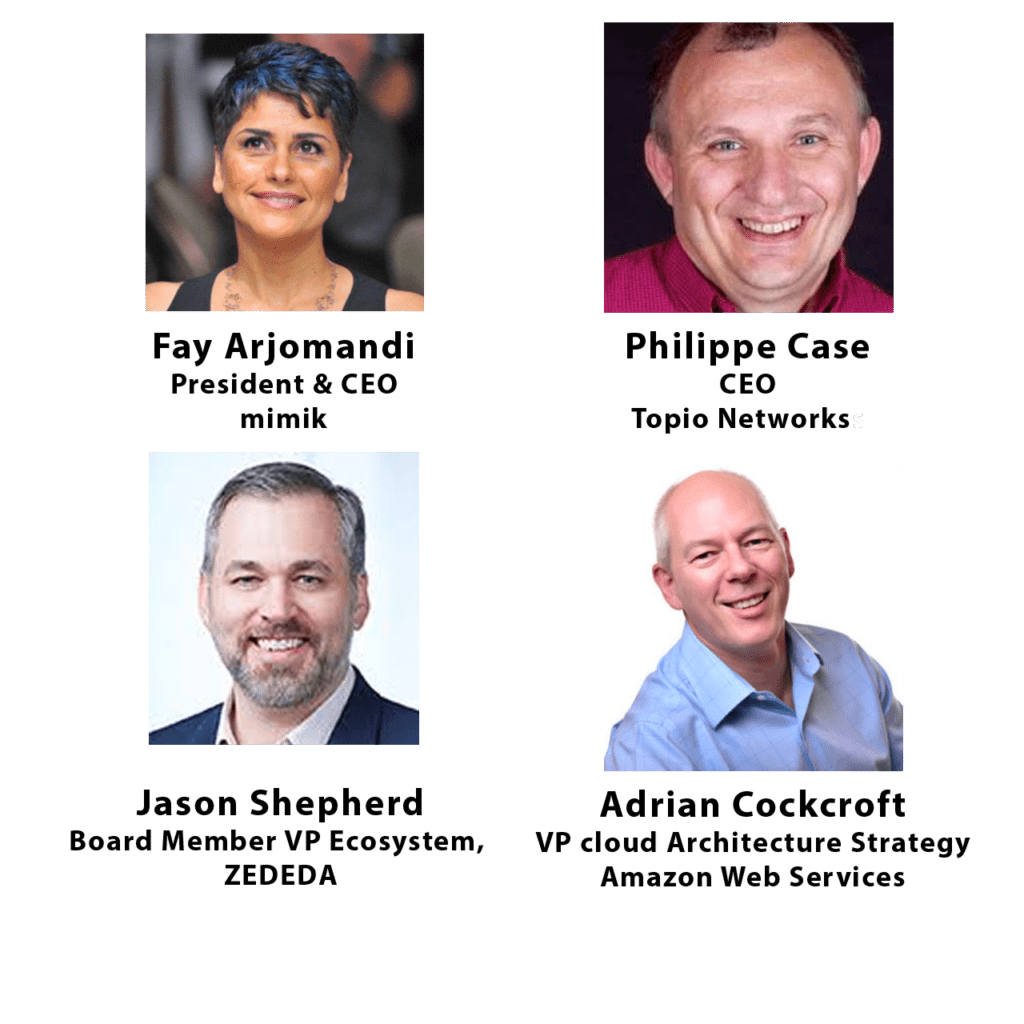 Fay Arjomandi
President & CEO
mimik
Philippe Case
CEO
Topio Networks
Jason Shepherd
Board Member VP Ecosystem,
ZEDEDA
Adrian Cockcroft
VP cloud Architecture Strategy
Amazon Web Services